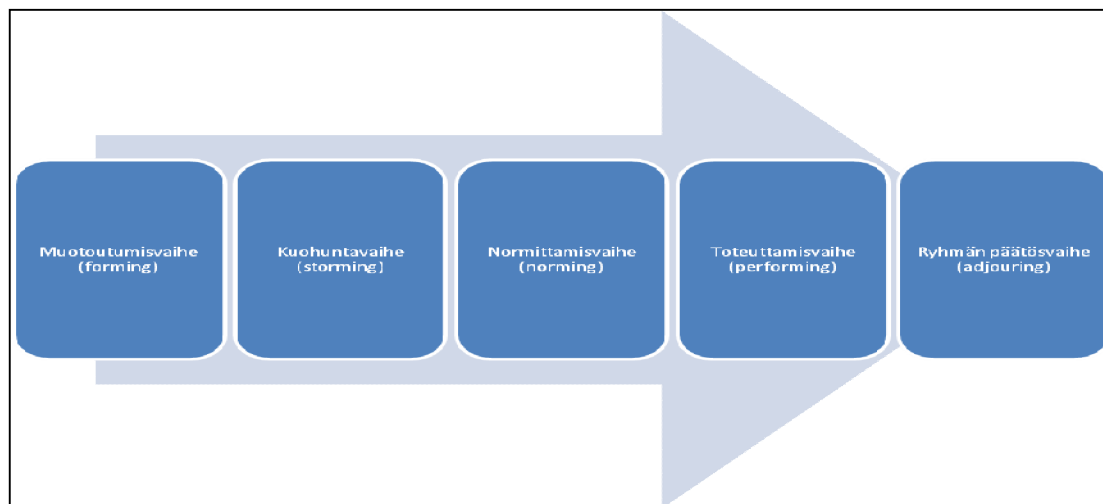 Muotoutumisvaihe
(forming)
Kuohuntavaihe
(storming)
Normittamisvaihe
(norming)
Toteuttamisvaihe
(performing)
Ryhmän päätösvaihe
(adjouring)